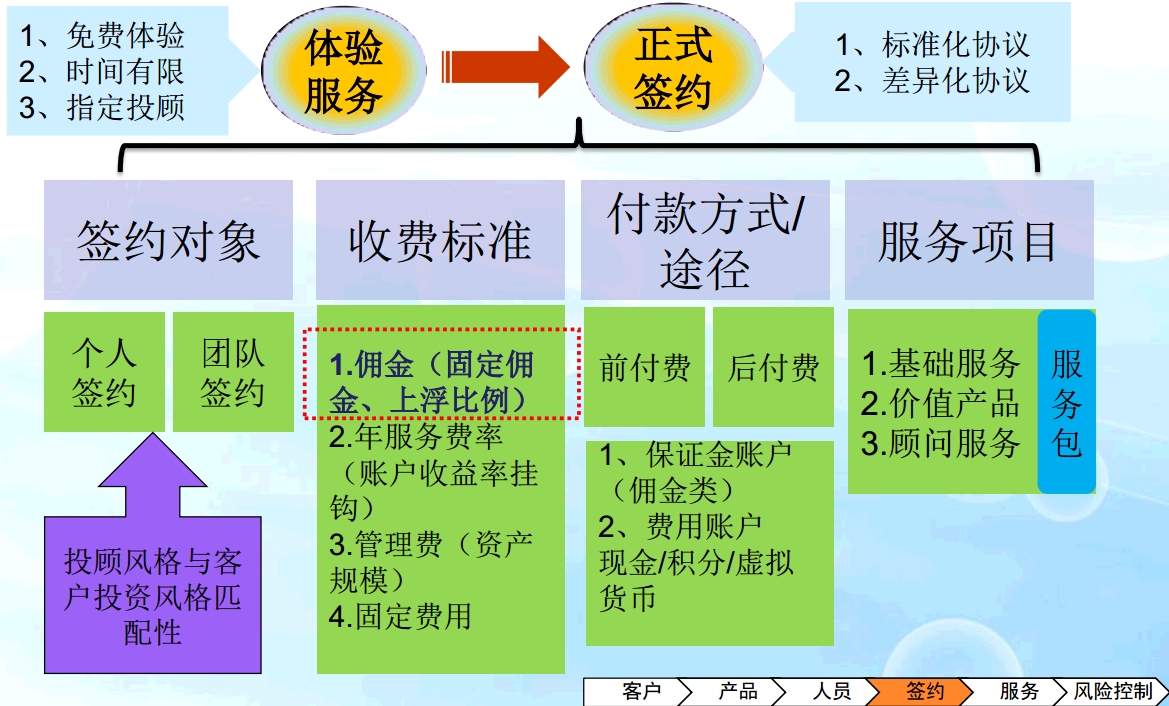 1、免费体验
2、时间有限
3、指定投顾
体验
服务
正式
签约
1、标准化协议
2、差异化协议
签约对象
收费标准
付款方式/
途径
服务项目
个人
签约
团队
签约
投顾风格与客
户投资风格匹
配性
1.佣金（固定佣
金、上浮比例）
2.年服务费率
（账户收益率挂
钩）
3.管理费（资产
规模）
4.固定费用
前付费
后付费
1、保证金账户
（佣金类）
2、费用账户
现金/积分/虚拟
货币
1.基础服务
2.价值产品
3.顾问服务
服
务
包
客户
产品
人员
签约
服务
风险控制